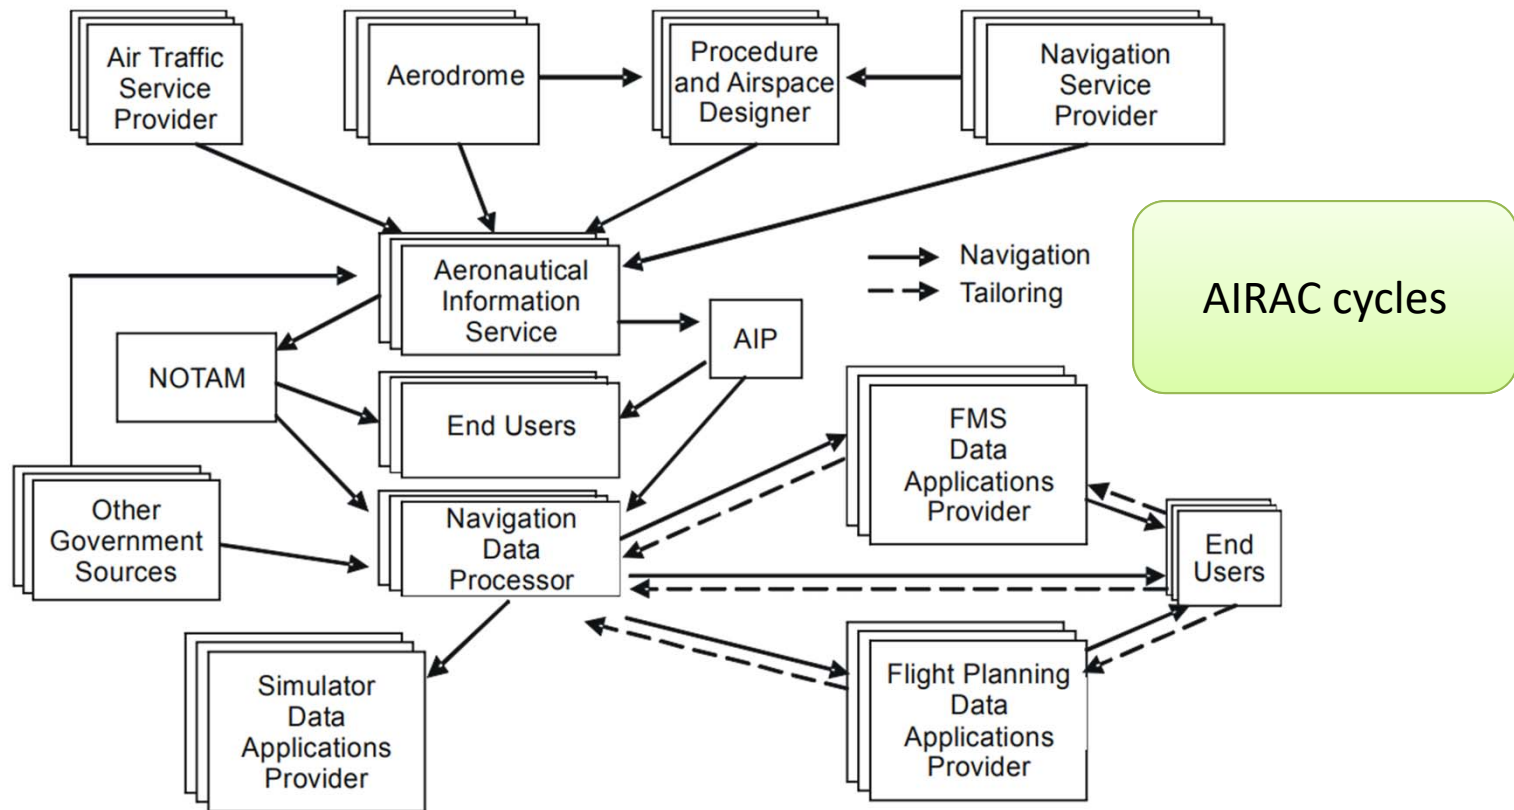 Air Traffic
Service
Provider
Aerodrome
Procedure
and Airspace
Designer
Navigation
Service
Provider
Aeronautical
Information
Service
Navigation
Tailoring
AIRAC cycles
NOTAM
AIP
End Users
FMS
Data
Applications
Provider
Other
Government
Sources
Navigation
Data
Processor
End
Users
Simulator
Data
Applications
Provider
Flight Planning
Data
Applications
Provider